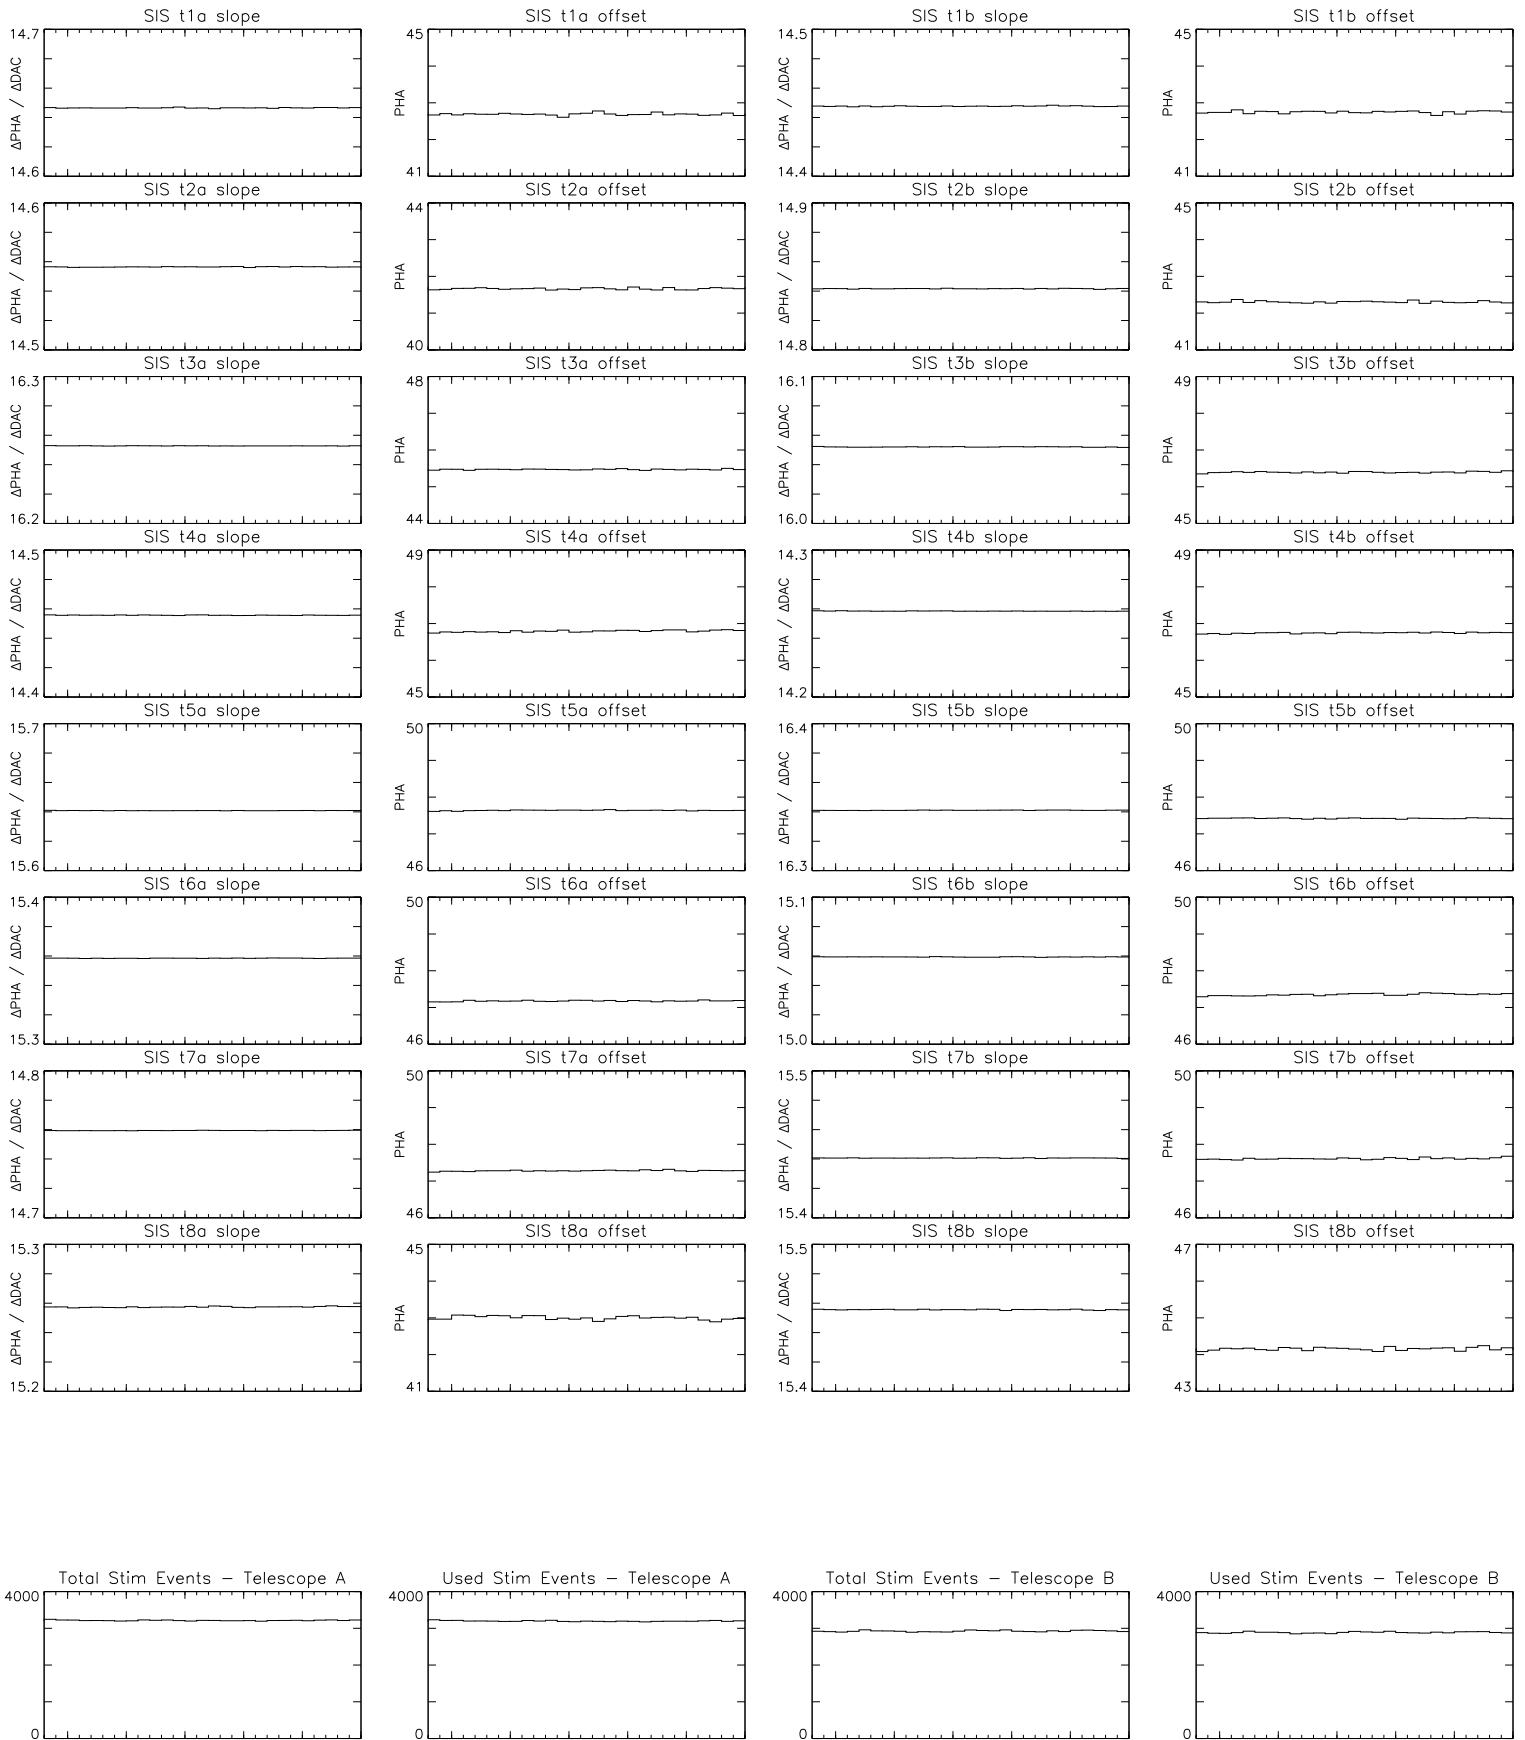 SIS t1a slope SIS t1a offset SIS t1b slope SIS t1b offset
14.7 45 14.5 45
ΔPHA / ΔDAC PHA ΔPHA / ΔDAC PHA
14.6 41 14.4 41
SIS t2a slope SIS t2a offset SIS t2b slope SIS t2b offset
14.6 44 14.9 45
ΔPHA / ΔDAC PHA ΔPHA / ΔDAC PHA
14.5 40 14.8 41
SIS t3a slope SIS t3a offset SIS t3b slope SIS t3b offset
16.3 48 16.1 49
ΔPHA / ΔDAC PHA ΔPHA / ΔDAC PHA
16.2 44 16.0 45
SIS t4a slope SIS t4a offset SIS t4b slope SIS t4b offset
14.5 49 14.3 49
ΔPHA / ΔDAC PHA ΔPHA / ΔDAC PHA
14.4 45 14.2 45
SIS t5a slope SIS t5a offset SIS t5b slope SIS t5b offset
15.7 50 16.4 50
ΔPHA / ΔDAC PHA ΔPHA / ΔDAC PHA
15.6 46 16.3 46
SIS t6a slope SIS t6a offset SIS t6b slope SIS t6b offset
15.4 50 15.1 50
ΔPHA / ΔDAC PHA ΔPHA / ΔDAC PHA
15.3 46 15.0 46
SIS t7a slope SIS t7a offset SIS t7b slope SIS t7b offset
14.8 50 15.5 50
ΔPHA / ΔDAC PHA ΔPHA / ΔDAC PHA
14.7 46 15.4 46
SIS t8a slope SIS t8a offset SIS t8b slope SIS t8b offset
15.3 45 15.5 47
ΔPHA / ΔDAC PHA ΔPHA / ΔDAC PHA
15.2 41 15.4 43
Total Stim Events – Telescope A Used Stim Events – Telescope A Total Stim Events – Telescope B Used Stim Events – Telescope B
4000 4000 4000 4000
0 0 0 0